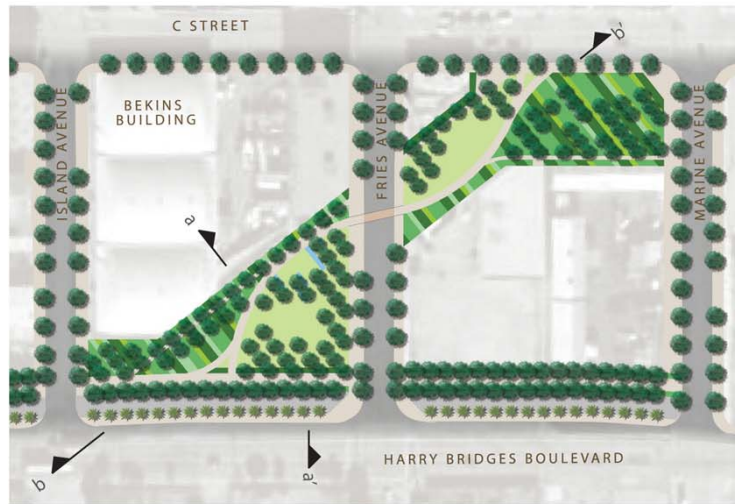 C STREET
b'
BEKINS
BUILDING
ISLAND AVENUE
FRIES AVENUE
MARINE AVENUE
a
b
a'
HARRY BRIDGES BOULEVARD